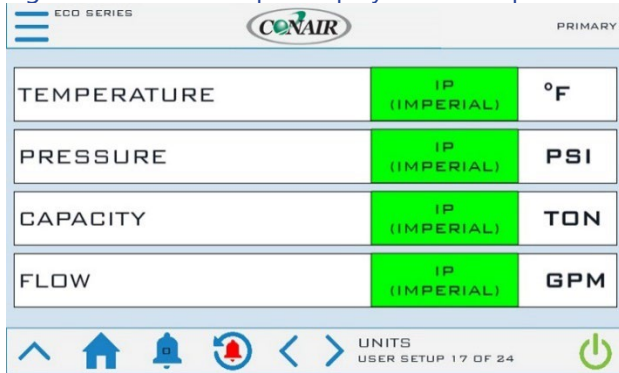 ECO SERIES
CONAIR
PRIMARY
TEMPERATURE
IP
(IMPERIAL)
°F
PRESSURE
IP
(IMPERIAL)
PSI
CAPACITY
IP
(IMPERIAL)
TON
FLOW
IP
(IMPERIAL)
GPM
0
UNITS
USER SETUP 17 OF 24